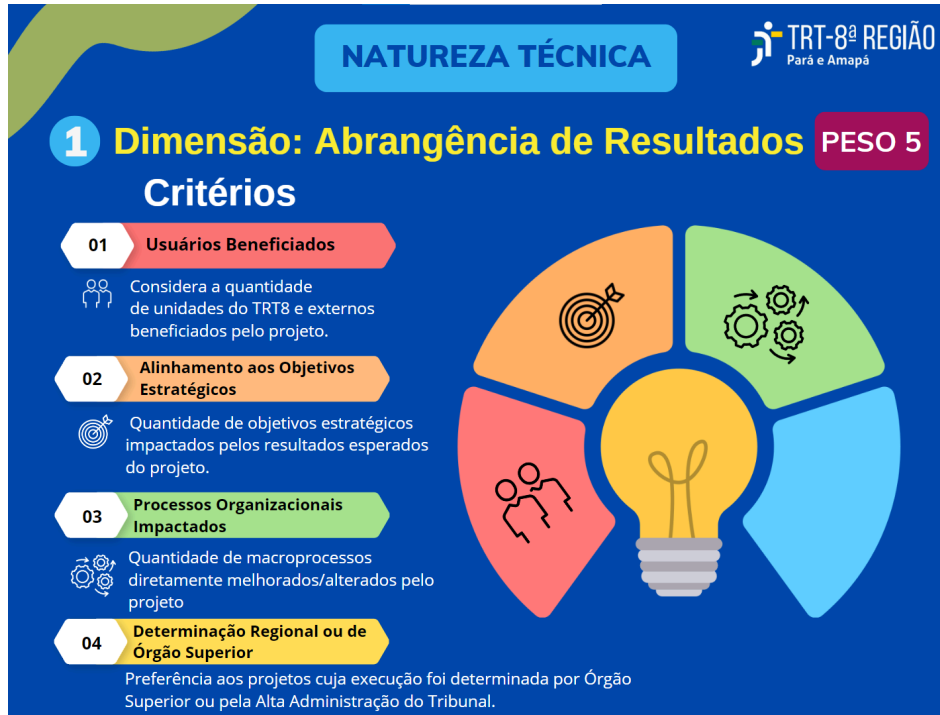 NATUREZA TÉCNICA
TRT-8ª REGIÃO
Pará e Amapá
1 Dimensão: Abrangência de Resultados PESO 5
Critérios
01 Usuários Beneficiados
Considera a quantidade
de unidades do TRT8 e externos
beneficiados pelo projeto.
02 Alinhamento aos Objetivos
Estratégicos
Quantidade de objetivos estratégicos
impactados pelos resultados esperados
do projeto.
03 Processos Organizacionais
Impactados
Quantidade de macroprocessos
diretamente melhorados/alterados pelo
projeto
04 Determinação Regional ou de
Órgão Superior
Preferência aos projetos cuja execução foi determinada por Órgão
Superior ou pela Alta Administração do Tribunal.